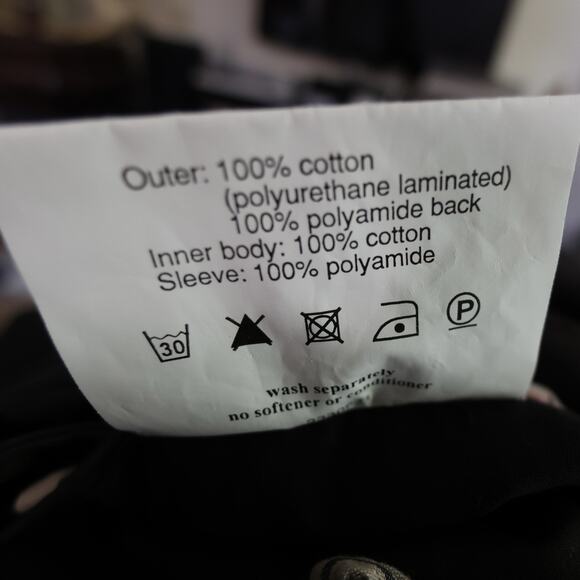 Outer: 100% cotton
(polyurethane laminated)
100% polyamide back
Inner body: 100% cotton
Sleeve: 100% polyamide
30 P
wash separately
no softener or conditioner